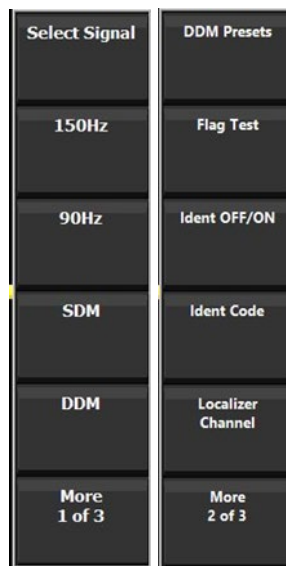 Select Signal
150Hz
90Hz
SDM
DDM
More
1 of 3
DDM Presets
Flag Test
Ident OFF/ON
Ident Code
Localizer
Channel
More
2 of 3